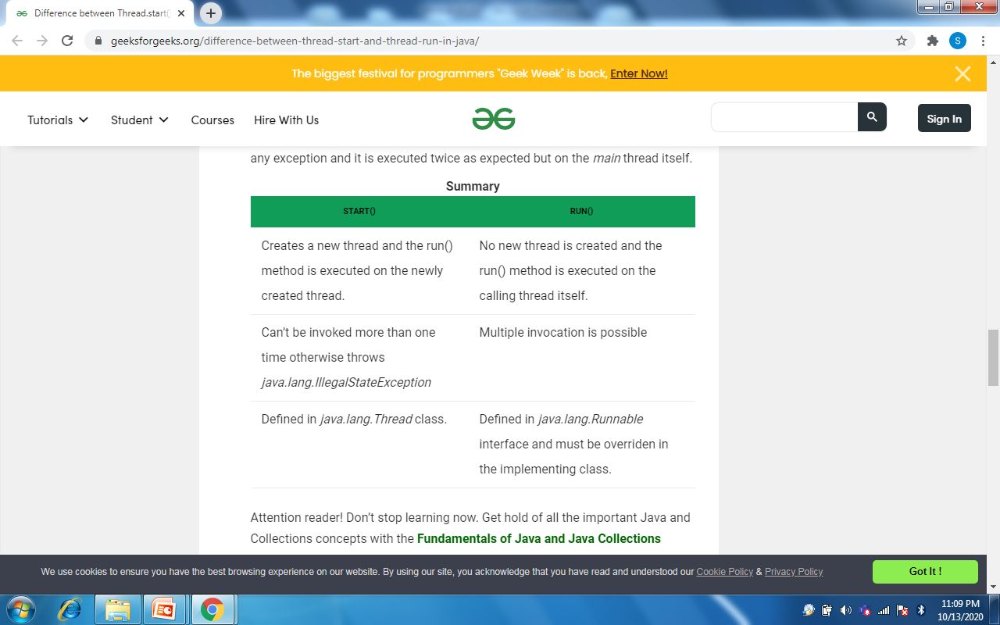 Difference between Thread.start(
geeksforgeeks.org/difference-between-thread-start-and-thread-run-in-java/
S
The biggest festival for programmers "Geek Week" is back, Enter Now!
Tutorials Student Courses Hire With Us Sign In
any exception and it is executed twice as expected but on the main thread itself.
Summary
START() RUN()
Creates a new thread and the run() No new thread is created and the
method is executed on the newly run() method is executed on the
created thread. calling thread itself.
Can't be invoked more than one Multiple invocation is possible
time otherwise throws
java.lang.IllegalStateException
Defined in java.lang.Thread class. Defined in java.lang.Runnable
interface and must be overriden in
the implementing class.
Attention reader! Don't stop learning now. Get hold of all the important Java and
Collections concepts with the Fundamentals of Java and Java Collections
We use cookies to ensure you have the best browsing experience on our website. By using our site, you acknowledge that you have read and understood our Cookie Policy & Privacy Policy Got It !
11:09 PM
10/13/2020